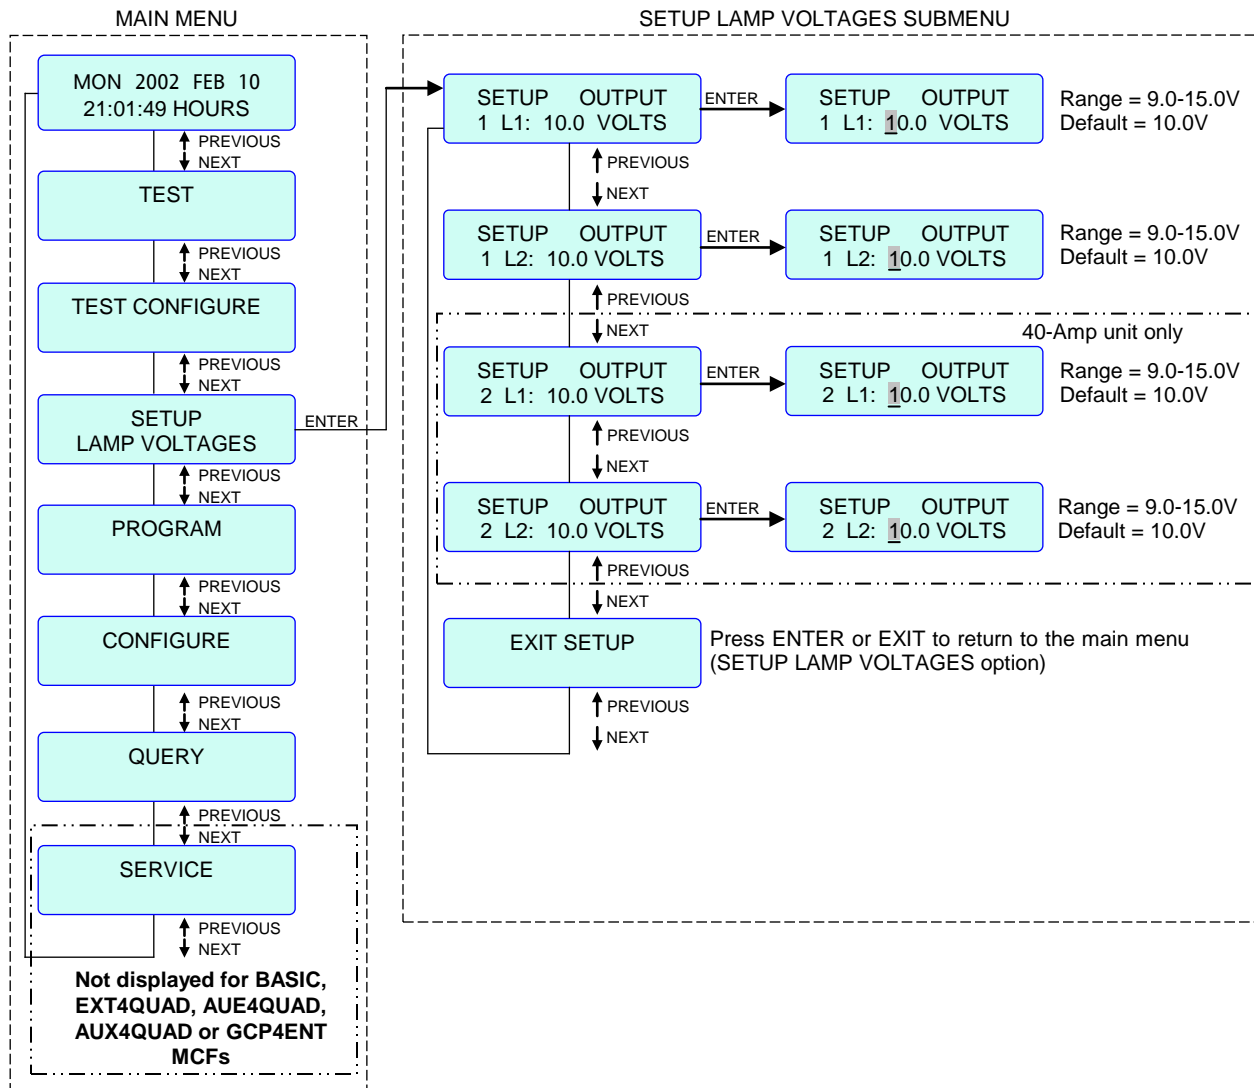 MAIN MENU
MON 2002 FEB 10
21:01:49 HOURS
PREVIOUS
NEXT
TEST
PREVIOUS
NEXT
TEST CONFIGURE
PREVIOUS
NEXT
SETUP
LAMP VOLTAGES
ENTER
PREVIOUS
NEXT
PROGRAM
PREVIOUS
NEXT
CONFIGURE
PREVIOUS
NEXT
QUERY
PREVIOUS
NEXT
SERVICE
PREVIOUS
NEXT
Not displayed for BASIC,
EXT4QUAD, AUE4QUAD,
AUX4QUAD or GCP4ENT
MCFs
SETUP LAMP VOLTAGES SUBMENU
SETUP OUTPUT
1 L1: 10.0 VOLTS
ENTER
SETUP OUTPUT
1 L1: 10.0 VOLTS
Range = 9.0-15.0V
Default = 10.0V
PREVIOUS
NEXT
SETUP OUTPUT
1 L2: 10.0 VOLTS
ENTER
SETUP OUTPUT
1 L2: 10.0 VOLTS
Range = 9.0-15.0V
Default = 10.0V
PREVIOUS
NEXT
40-Amp unit only
SETUP OUTPUT
2 L1: 10.0 VOLTS
ENTER
SETUP OUTPUT
2 L1: 10.0 VOLTS
Range = 9.0-15.0V
Default = 10.0V
PREVIOUS
NEXT
SETUP OUTPUT
2 L2: 10.0 VOLTS
ENTER
SETUP OUTPUT
2 L2: 10.0 VOLTS
Range = 9.0-15.0V
Default = 10.0V
PREVIOUS
NEXT
EXIT SETUP
Press ENTER or EXIT to return to the main menu
(SETUP LAMP VOLTAGES option)
PREVIOUS
NEXT